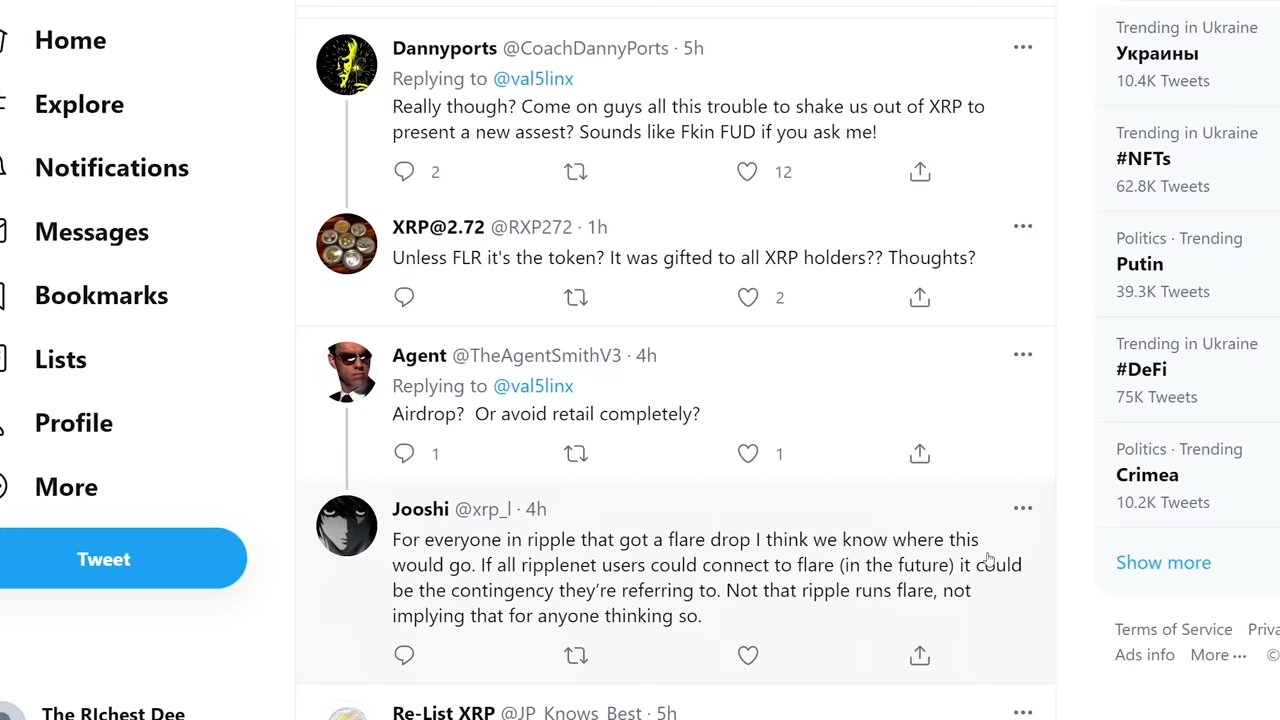 Home
Explore
Notifications
Messages
Bookmarks
Lists
Profile
More
Tweet
The RIchest Dee
Dannyports @CoachDannyPorts · 5h
Replying to @val5linx
Really though? Come on guys all this trouble to shake us out of XRP to
present a new assest? Sounds like Fkin FUD if you ask me!
2 12
XRP@2.72 @RXP272 · 1h
Unless FLR it's the token? It was gifted to all XRP holders?? Thoughts?
2
Agent @TheAgentSmithV3 · 4h
Replying to @val5linx
Airdrop?  Or avoid retail completely?
1 1
Jooshi @xrp_l · 4h
For everyone in ripple that got a flare drop I think we know where this
would go. If all ripplenet users could connect to flare (in the future) it could
be the contingency they're referring to. Not that ripple runs flare, not
implying that for anyone thinking so.
Re-List XRP @JP_Knows_Best · 5h
Trending in Ukraine
Украины
10.4K Tweets
Trending in Ukraine
#NFTs
62.8K Tweets
Politics · Trending
Putin
39.3K Tweets
Trending in Ukraine
#DeFi
75K Tweets
Politics · Trending
Crimea
10.2K Tweets
Show more
Terms of Service Priva
Ads info More ··· ©